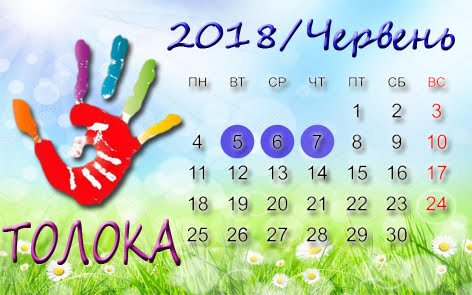 2018/Червень
ПН ВТ СР ЧТ ПТ СБ ВС
1 2 3
4 5 6 7 8 9 10
11 12 13 14 15 16 17
18 19 20 21 22 23 24
25 26 27 28 29 30
ТОЛОКА